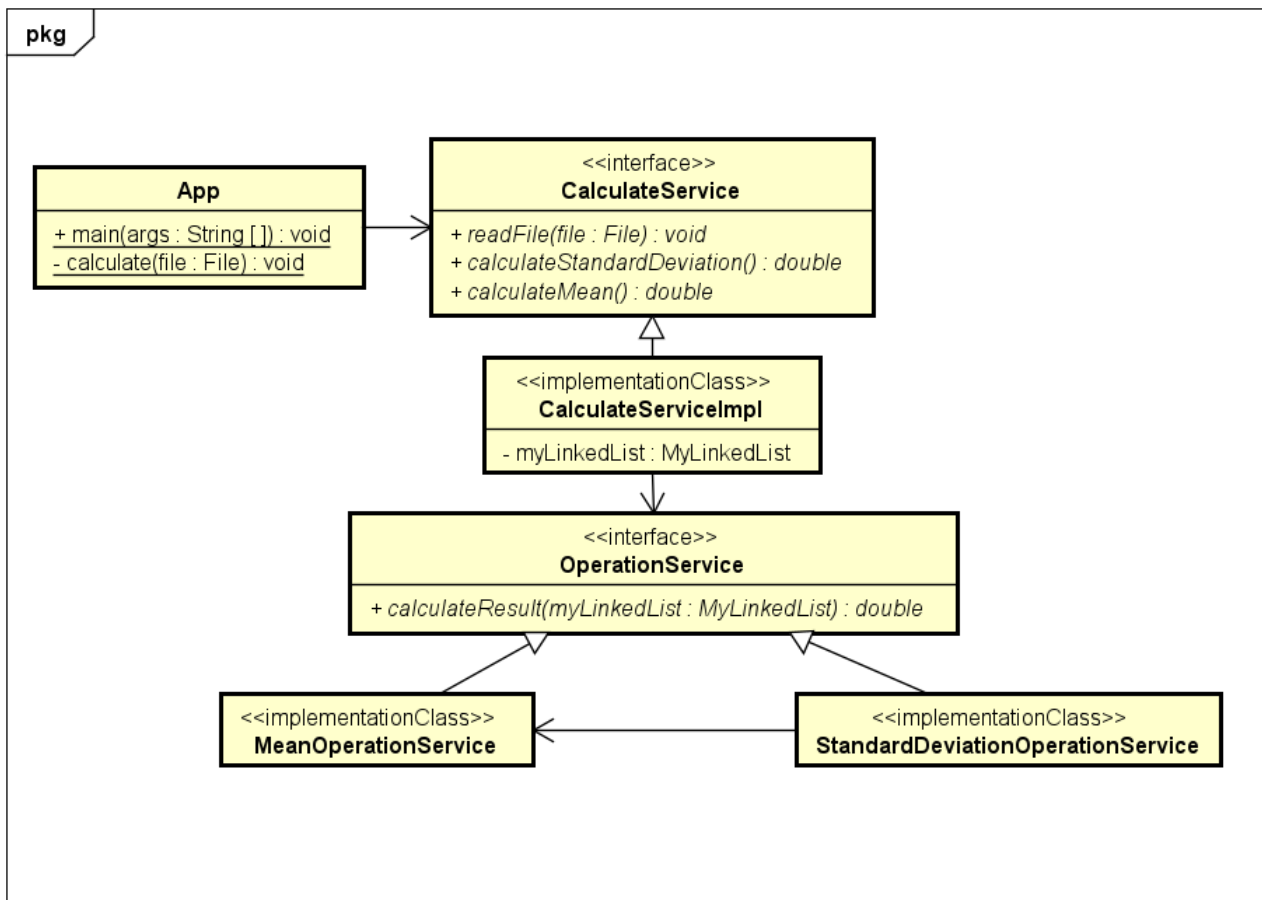 pkg
<<interface>>
CalculateService
App
+ main(args : String [ ]) : void
- calculate(file : File) : void
+ readFile(file : File) : void
+ calculateStandardDeviation() : double
+ calculateMean() : double
<<implementationClass>>
CalculateServiceImpl
- myLinkedList : MyLinkedList
<<interface>>
OperationService
+ calculateResult(myLinkedList : MyLinkedList) : double
<<implementationClass>>
MeanOperationService
<<implementationClass>>
StandardDeviationOperationService